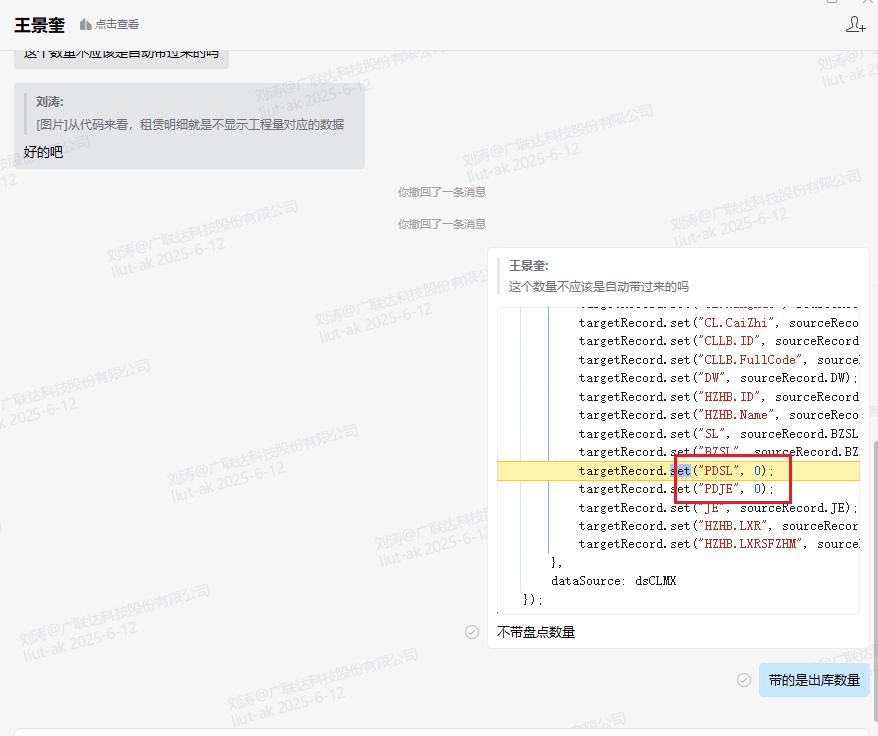 王景奎 点击查看
这个数量不应该是自动带过来的吗
刘涛:
[图片]从代码来看，租赁明细就是不显示工程量对应的数据
好的吧
你撤回了一条消息
你撤回了一条消息
王景奎:
这个数量不应该是自动带过来的吗
targetRecord.set("CL.CaiZhi", sourceReco
targetRecord.set("CLLB.ID", sourceRecord
targetRecord.set("CLLB.FullCode", source
targetRecord.set("DW", sourceRecord.DW);
targetRecord.set("HZHB.ID", sourceRecord
targetRecord.set("HZHB.Name", sourceReco
targetRecord.set("SL", sourceRecord.BZSL
targetRecord.set("BZSL", sourceRecord.BZ
targetRecord.set("PDSL", 0);
targetRecord.set("PDJE", 0);
targetRecord.set("JE", sourceRecord.JE);
targetRecord.set("HZHB.LXR", sourceRecor
targetRecord.set("HZHB.LXRSFZHM", source
},
dataSource: dsCLMX
});
不带盘点数量
带的是出库数量
刘涛@广联达科技股份有限公司
liut-ak 2025-6-12